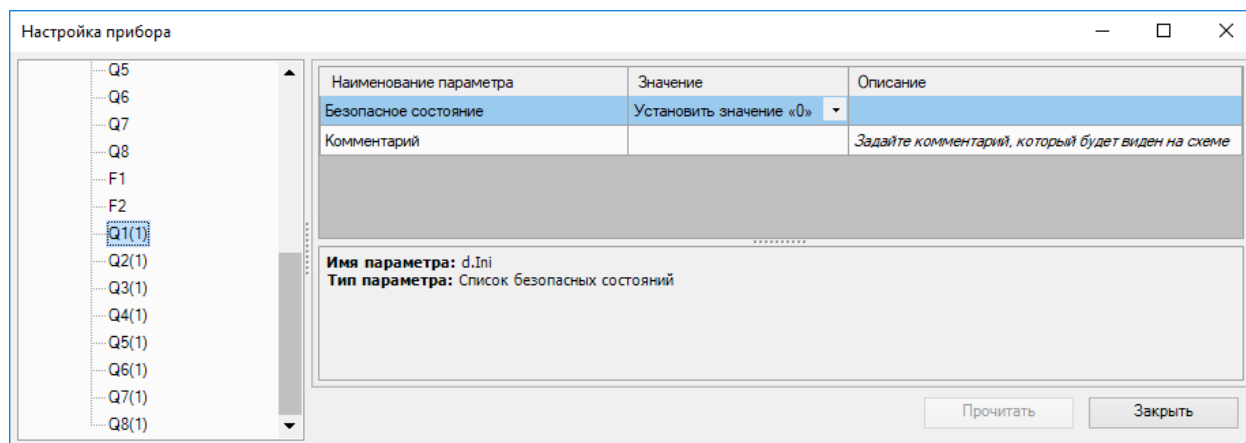 Настройка прибора
Q5
Q6
Q7
Q8
F1
F2
Q1(1)
Q2(1)
Q3(1)
Q4(1)
Q5(1)
Q6(1)
Q7(1)
Q8(1)
Наименование параметра Значение Описание
Безопасное состояние Установить значение «0»
Комментарий Задайте комментарий, который будет виден на схеме
Имя параметра: d.Ini
Тип параметра: Список безопасных состояний
Прочитать Закрыть